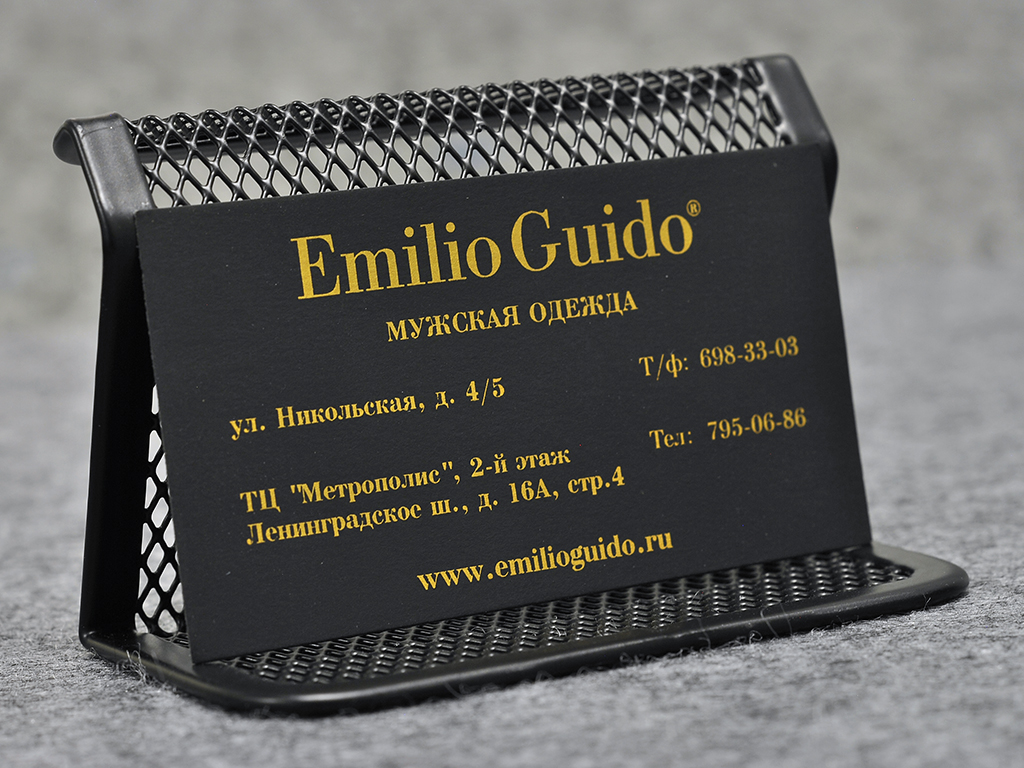 Emilio Guido®
МУЖСКАЯ ОДЕЖДА
ул. Никольская, д. 4/5
Т/ф: 698-33-03
ТЦ "Метрополис", 2-й этаж
Ленинградское ш., д. 16А, стр.4
Тел: 795-06-86
www.emilioguido.ru